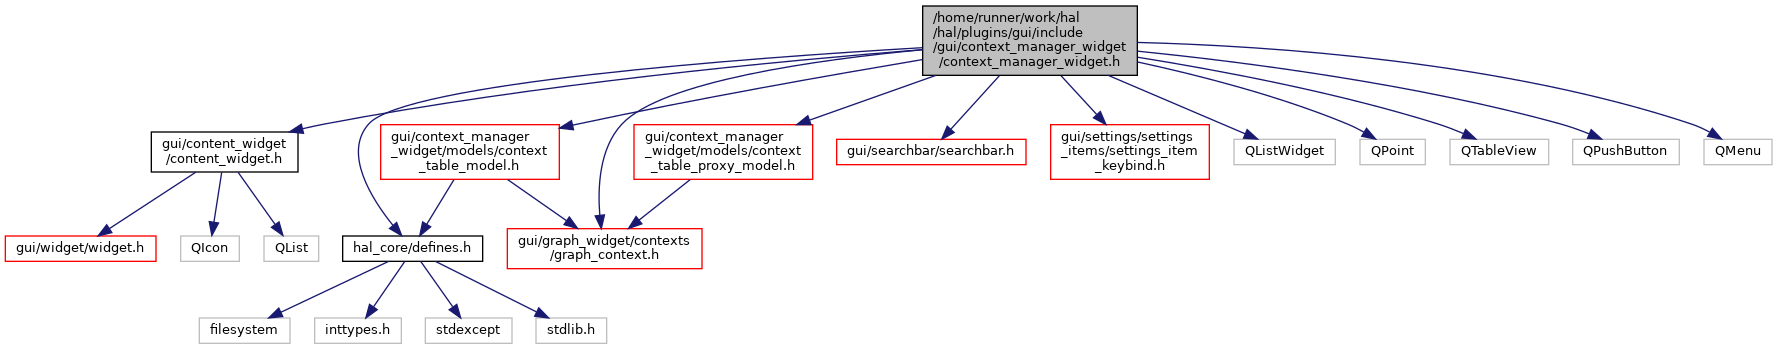 /home/runner/work/hal
/hal/plugins/gui/include
/gui/context_manager_widget
/context_manager_widget.h
gui/content_widget
/content_widget.h
gui/context_manager
_widget/models/context
_table_model.h
gui/context_manager
_widget/models/context
_table_proxy_model.h
gui/searchbar/searchbar.h
gui/settings/settings
_items/settings_item
_keybind.h
QListWidget
QPoint
QTableView
QPushButton
QMenu
gui/widget/widget.h
QIcon
QList
hal_core/defines.h
gui/graph_widget/contexts
/graph_context.h
filesystem
inttypes.h
stdexcept
stdlib.h